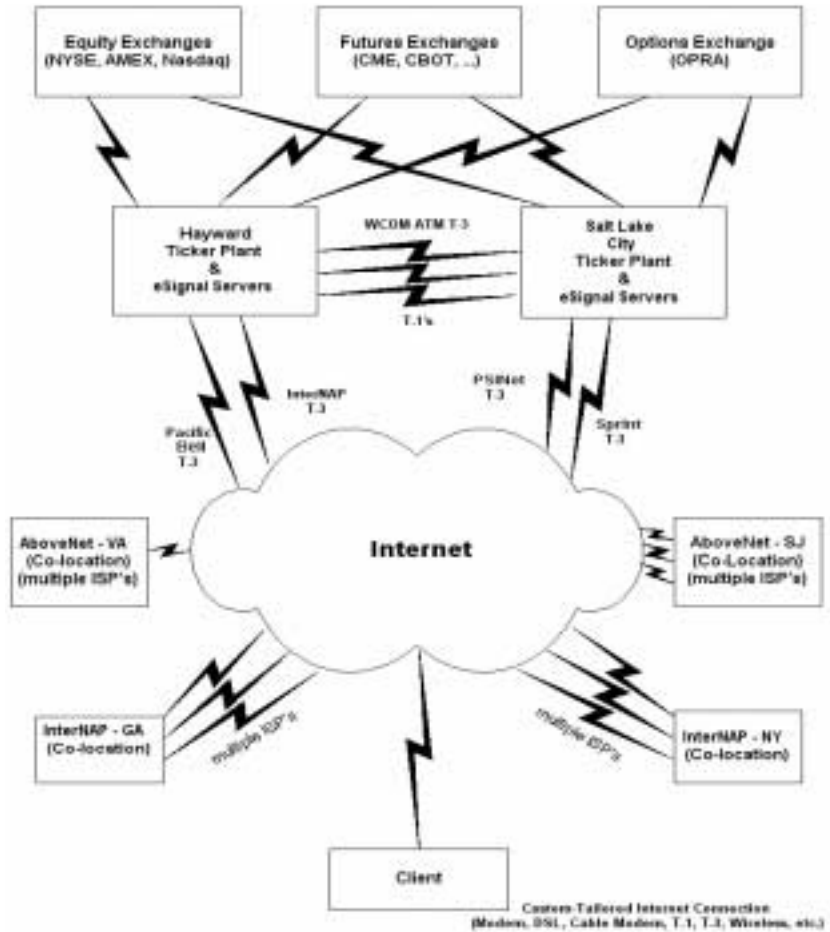 Equity Exchanges
(NYSE, AMEX, Nasdaq)
Futures Exchanges
(CME, CBOT, ...)
Options Exchange
(OPRA)
Hayward
Ticker Plant
&
eSignal Servers
WCOM ATM T-3
T.1's
Salt Lake
City
Ticker Plant
&
eSignal Servers
Pacific
Bell
T.3
InterNAP
T.3
PSINet
T.3
Sprint
T.3
Internet
AboveNet - VA
(Co-location)
(multiple ISP's)
AboveNet - SJ
(Co-Location)
(multiple ISP's)
InterNAP - GA
(Co-location)
multiple ISP's
multiple ISP's
InterNAP - NY
(Co-location)
Client
Custom-Tailored Internet Connection
(Modem, DSL, Cable Modem, T.1, T.3, Wireless, etc.)